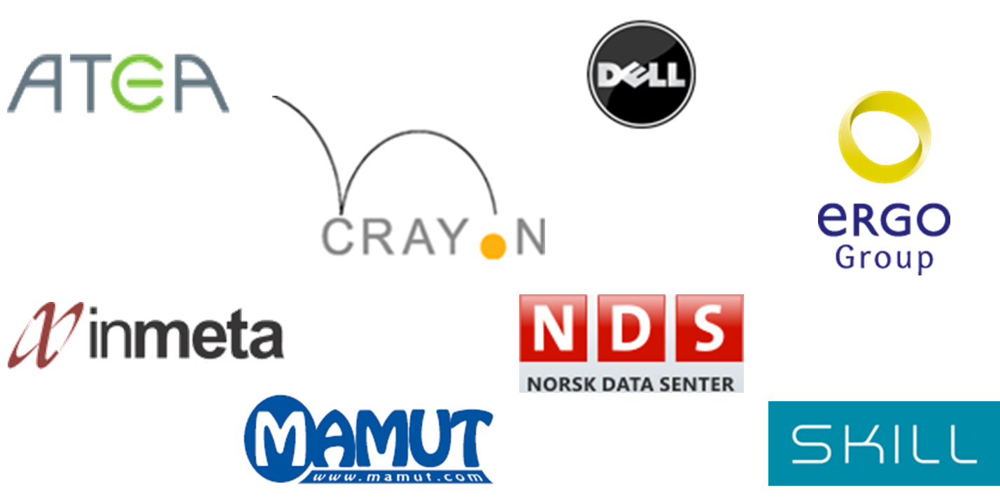 ATEA
DELL
CRAY N
eRGO
Group
inmeta
NDS
NORSK DATA SENTER
MAMUT
www.mamut.com
SKILL